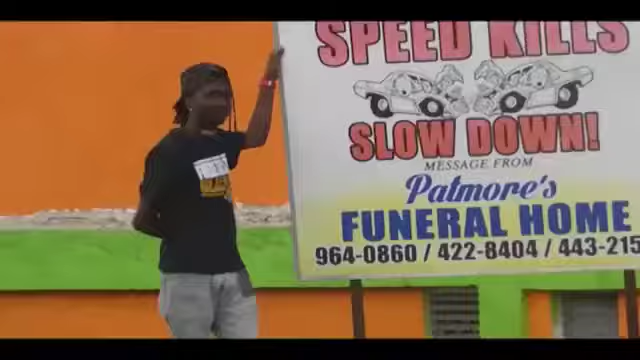 SPEED KILLS
SLOW DOWN!
MESSAGE FROM
Patmore's
FUNERAL HOME
964-0860 / 422-8404 / 443-215